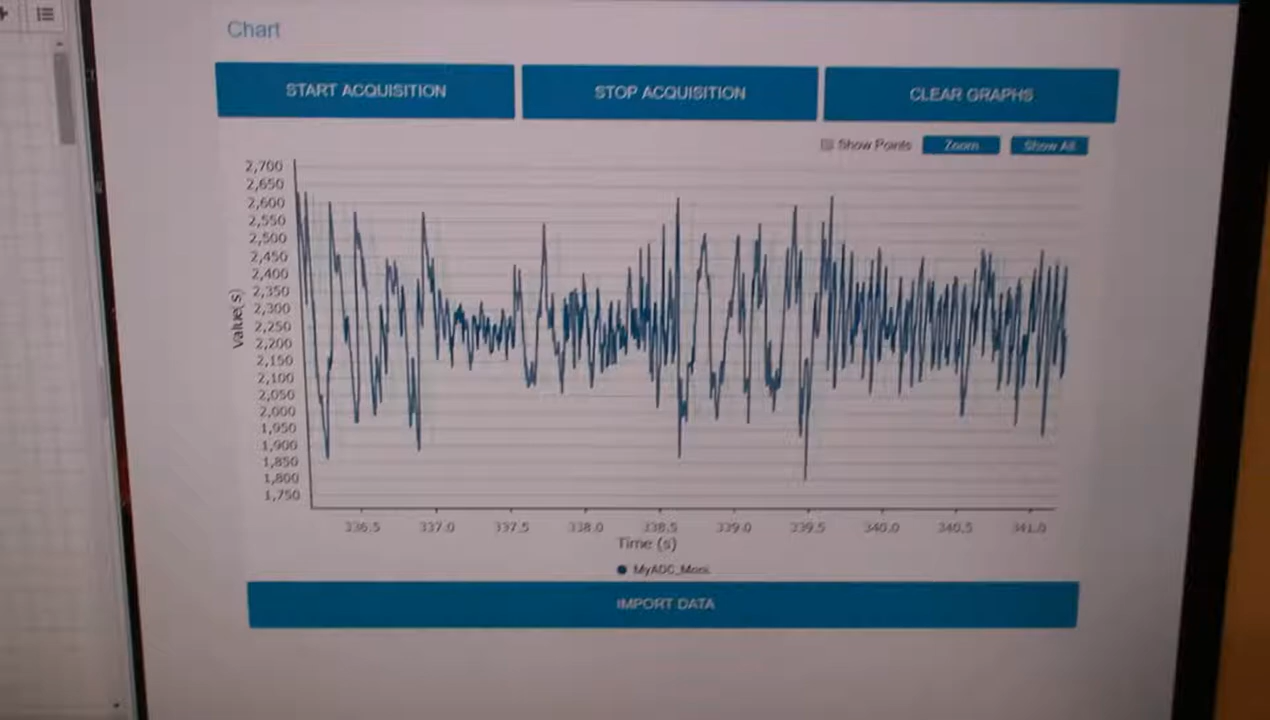 Chart
START ACQUISITION STOP ACQUISITION CLEAR GRAPHS
Show Points Zoom Show All
2,700
2,650
2,600
2,550
2,500
2,450
2,400
2,350
2,300
2,250
2,200
2,150
2,100
2,050
2,000
1,950
1,900
1,850
1,800
1,750
Value(s)
336.5 337.0 337.5 338.0 338.5 339.0 339.5 340.0 340.5 341.0
Time (s)
IMPORT DATA